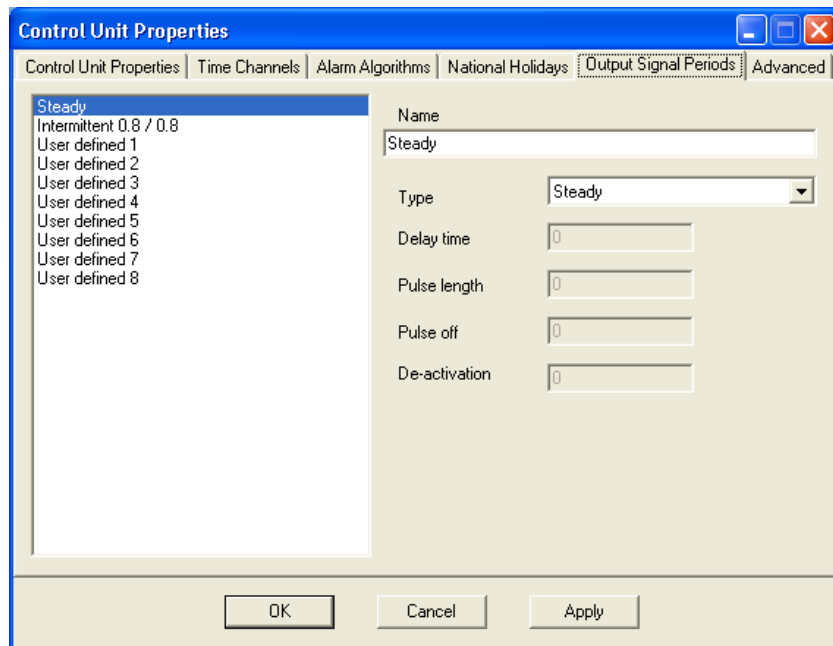 Control Unit Properties
Control Unit Properties Time Channels Alarm Algorithms National Holidays Output Signal Periods Advanced
Steady
Intermittent 0.8 / 0.8
User defined 1
User defined 2
User defined 3
User defined 4
User defined 5
User defined 6
User defined 7
User defined 8
Name
Steady
Type Steady
Delay time 0
Pulse length 0
Pulse off 0
De-activation 0
OK Cancel Apply